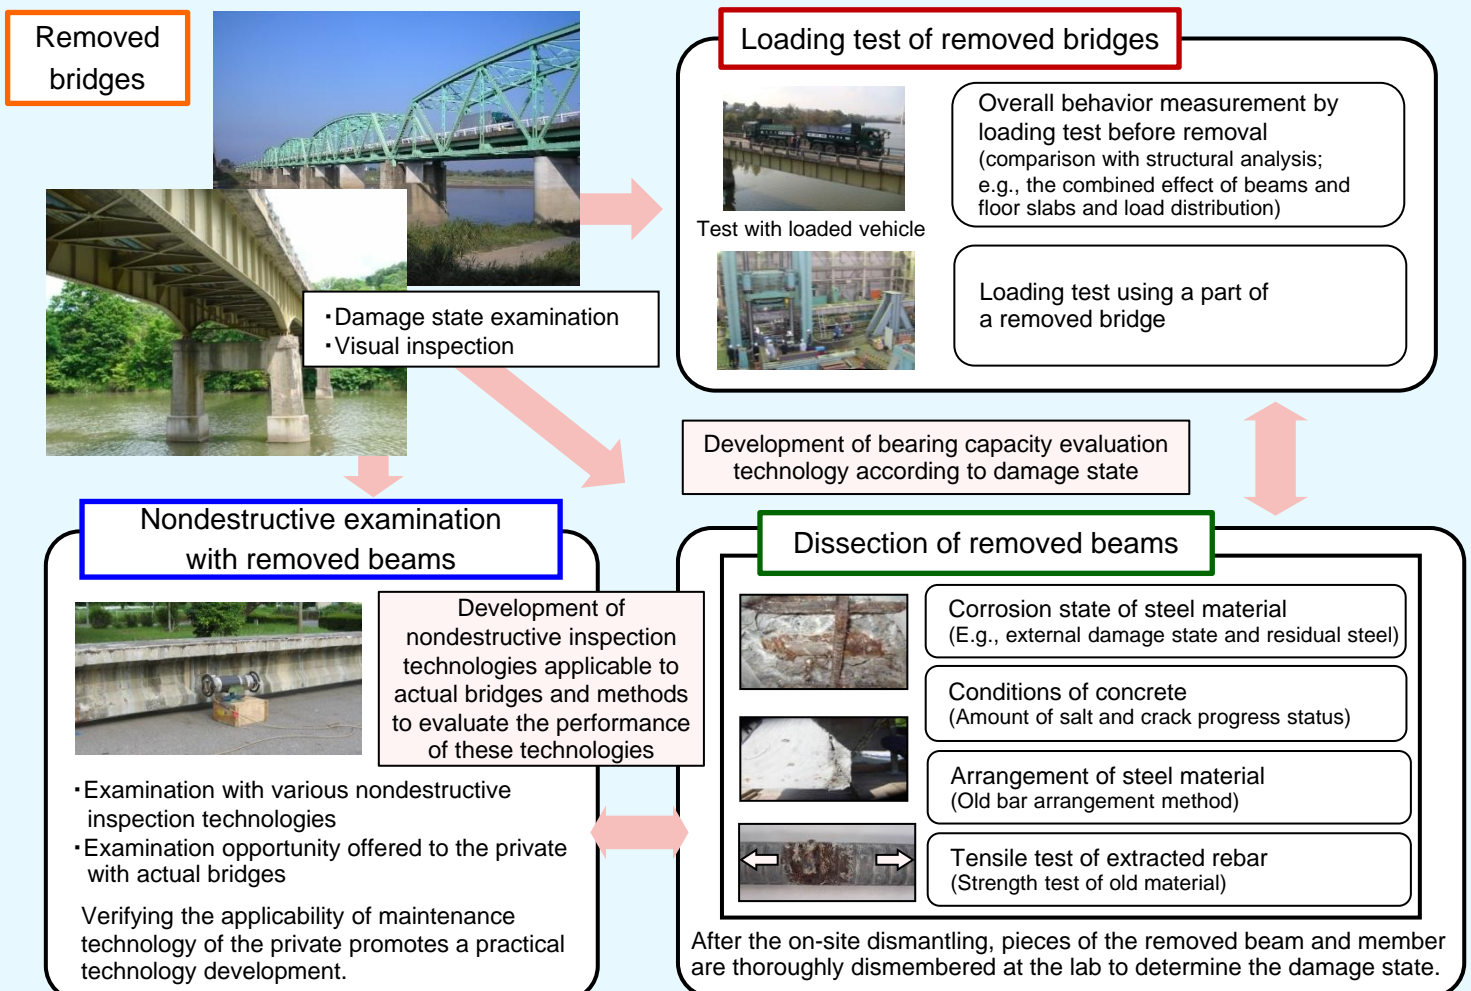 Removed
bridges
・Damage state examination
・Visual inspection
Loading test of removed bridges
Test with loaded vehicle
Overall behavior measurement by
loading test before removal
(comparison with structural analysis;
e.g., the combined effect of beams and
floor slabs and load distribution)
Loading test using a part of
a removed bridge
Development of bearing capacity evaluation
technology according to damage state
Nondestructive examination
with removed beams
Development of
nondestructive inspection
technologies applicable to
actual bridges and methods
to evaluate the performance
of these technologies
・Examination with various nondestructive
inspection technologies
・Examination opportunity offered to the private
with actual bridges
Verifying the applicability of maintenance
technology of the private promotes a practical
technology development.
Dissection of removed beams
Corrosion state of steel material
(E.g., external damage state and residual steel)
Conditions of concrete
(Amount of salt and crack progress status)
Arrangement of steel material
(Old bar arrangement method)
Tensile test of extracted rebar
(Strength test of old material)
After the on-site dismantling, pieces of the removed beam and member
are thoroughly dismembered at the lab to determine the damage state.